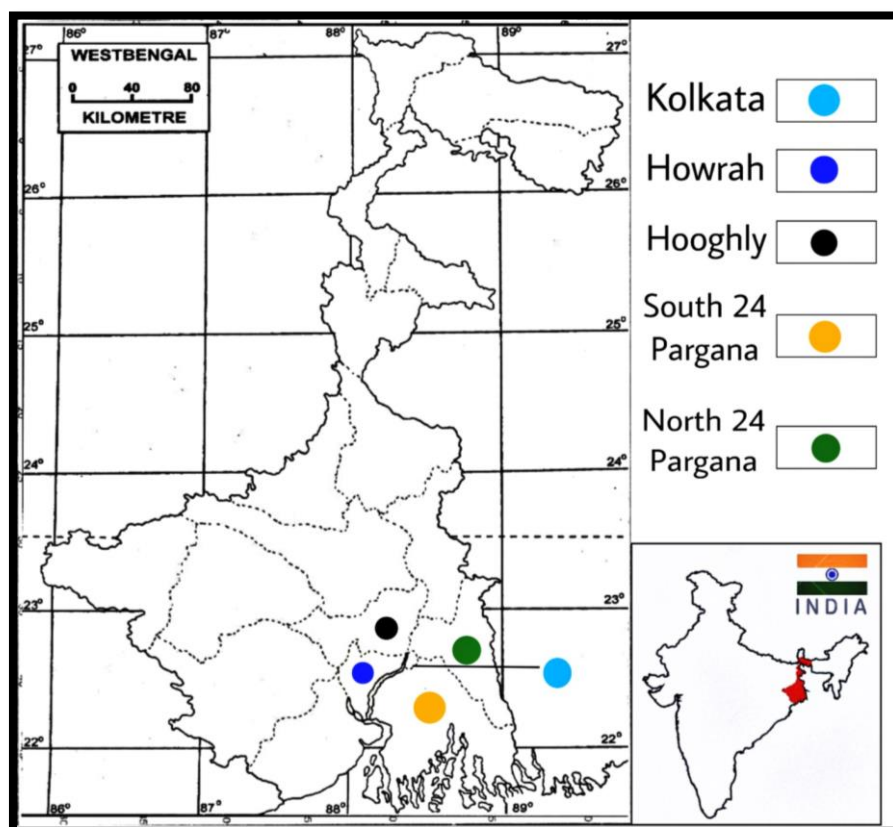 86°
87°
88°
89°
WESTBENGAL
0 40 80
KILOMETRE
27°
27°
26°
26°
25°
25°
24°
24°
23°
23°
22°
22°
86°
87°
88°
89°
Kolkata
Howrah
Hooghly
South 24
Pargana
North 24
Pargana
INDIA